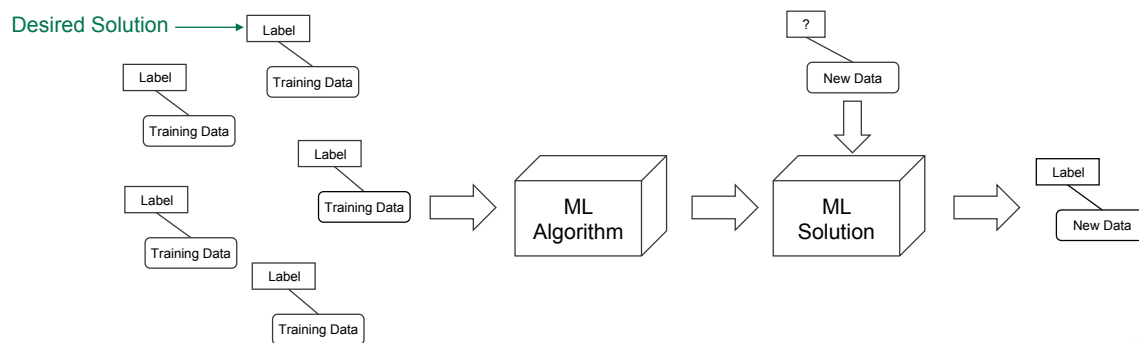 Desired Solution
Label
Training Data
Label
Training Data
Label
Training Data
Label
Training Data
Label
Training Data
ML
Algorithm
?
New Data
ML
Solution
Label
New Data